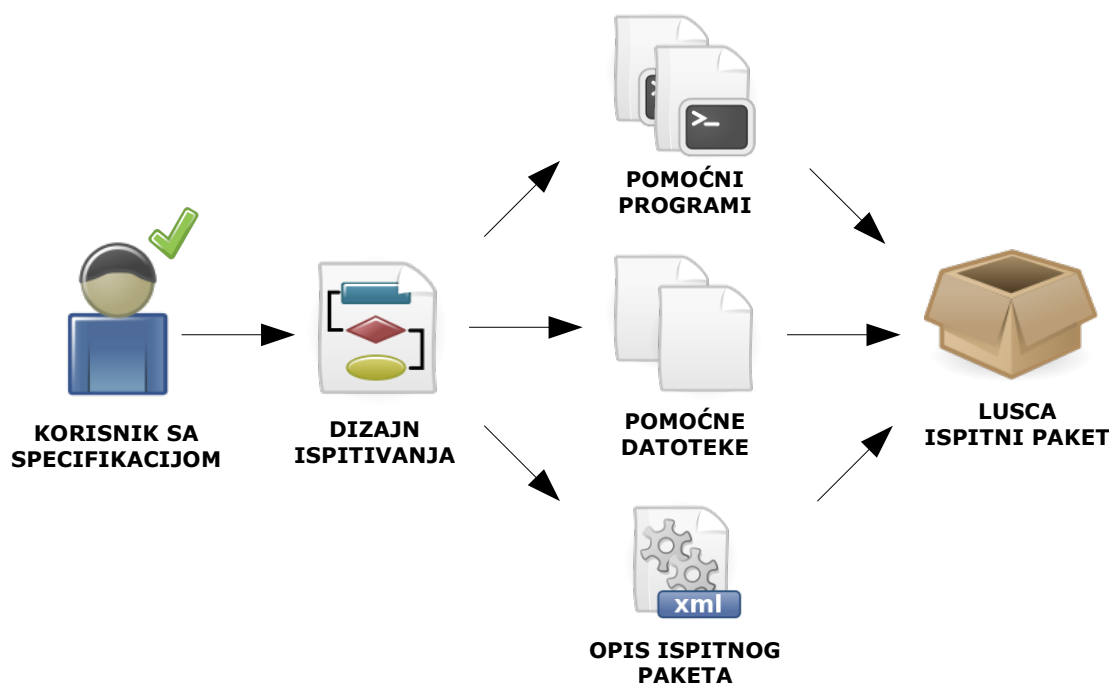 KORISNIK SA
SPECIFIKACIJOM
DIZAJN
ISPITIVANJA
>_
POMOĆNI
PROGRAMI
POMOĆNE
DATOTEKE
xml
OPIS ISPITNOG
PAKETA
LUSCA
ISPITNI PAKET